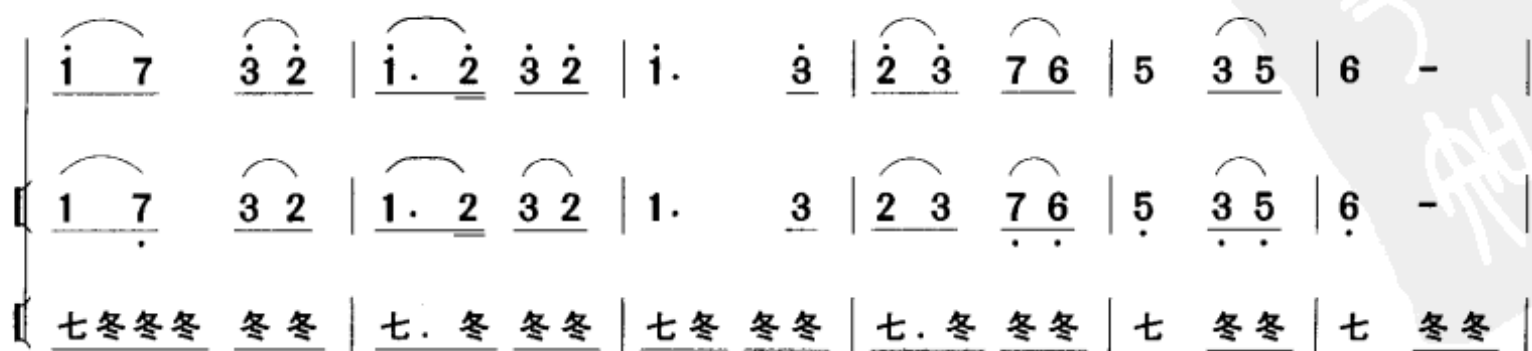 i 7 3̇ 2̇ | i. 2̇ 3̇ 2̇ | i. 3̇ | 2̇ 3̇ 7 6 | 5 3 5 | 6 - |
1 7̣ 3 2 | 1. 2 3 2 | 1. 3 | 2 3 7̣ 6̣ | 5̣ 3̣ 5̣ | 6̣ - |
七冬冬冬 冬冬 | 七. 冬 冬冬 | 七冬 冬冬 | 七. 冬 冬冬 | 七 冬冬 | 七 冬冬 |